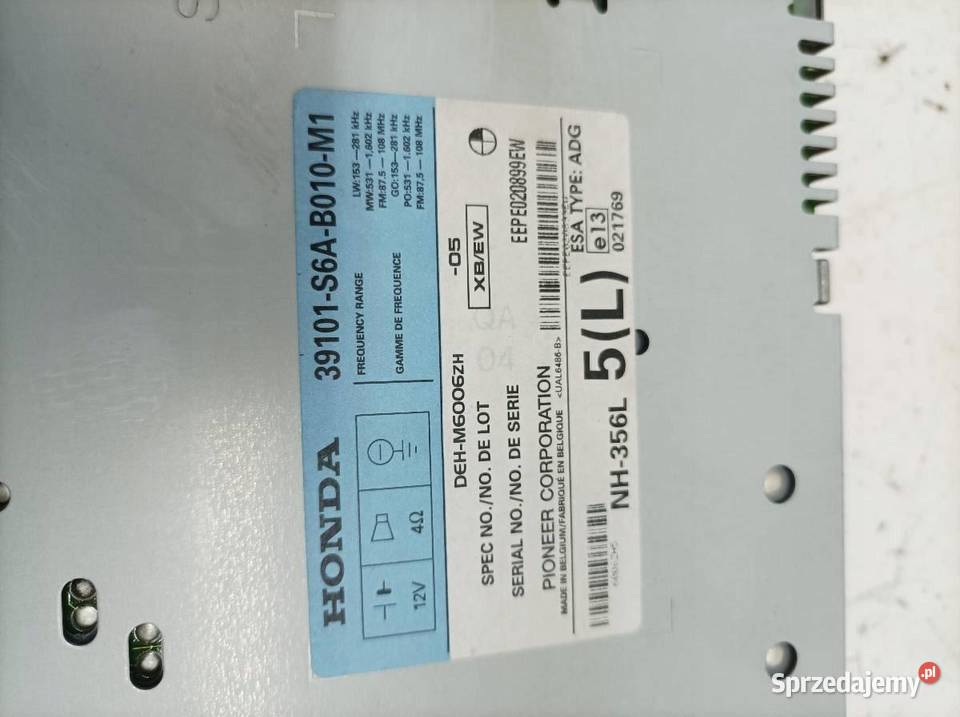 HONDA 39101-S6A-B010-M1
12V
4Ω
FREQUENCY RANGE
LW:153—281 kHz
MW:531—1,602 kHz
FM:87.5—108 MHz
GAMME DE FREQUENCE
GO:153—281 kHz
PO:531—1.602 kHz
FM:87,5—108 MHz
DEH-M6006ZH -05
SPEC NO./NO. DE LOT XB/EW
SERIAL NO./NO. DE SERIE EEPE020899EW
QA
04
PIONEER CORPORATION
MADE IN BELGIUM/FABRIQUÉ EN BELGIQUE <UAL6486-B>
NH-356L 5(L)
ESA TYPE: ADG
e13
021769
Sprzedajemy.pl